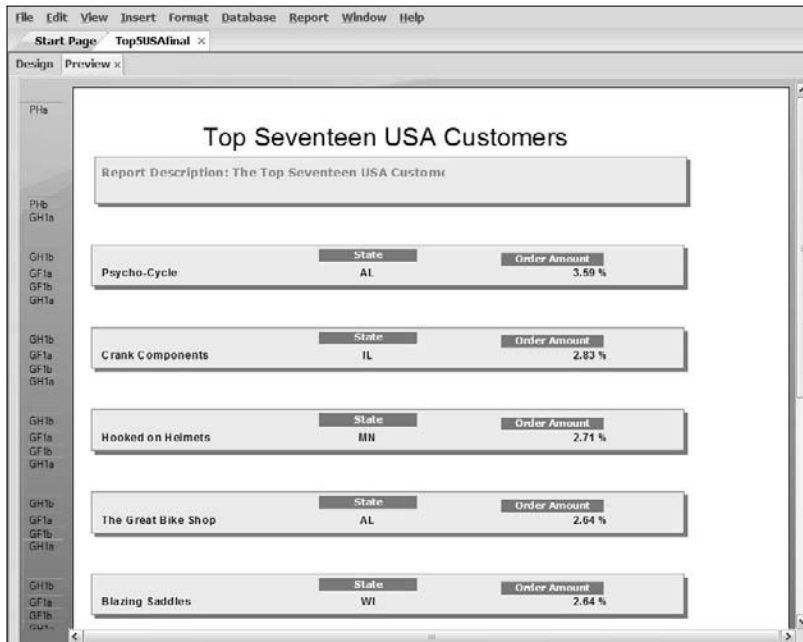 File Edit View Insert Format Database Report Window Help
Start Page Top5USAfinal ×
Design Preview ×
PHa
Top Seventeen USA Customers
Report Description: The Top Seventeen USA Custome
PHb
GH1a
GH1b State Order Amount
GF1a Psycho-Cycle AL 3.59 %
GF1b
GH1a
GH1b State Order Amount
GF1a Crank Components IL 2.83 %
GF1b
GH1a
GH1b State Order Amount
GF1a Hooked on Helmets MN 2.71 %
GF1b
GH1a
GH1b State Order Amount
GF1a The Great Bike Shop AL 2.64 %
GF1b
GH1a
GH1b State Order Amount
GF1a Blazing Saddles WI 2.64 %
GF1b